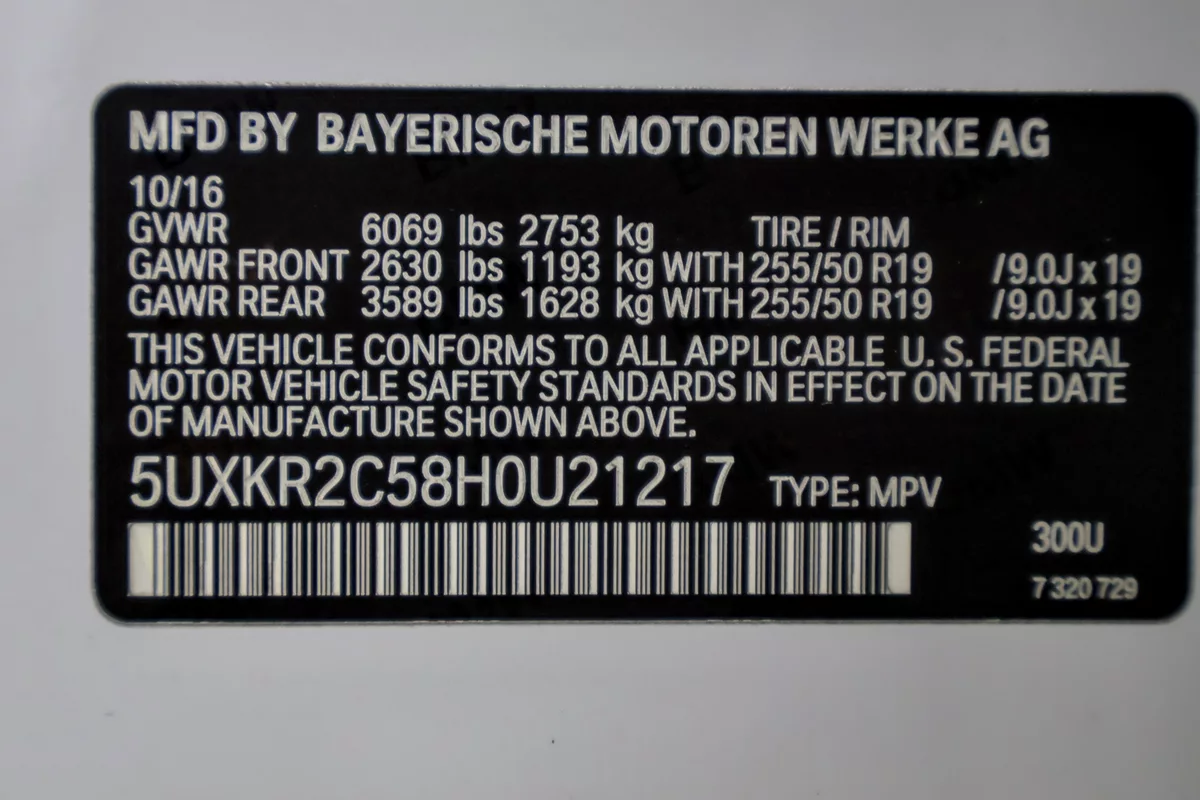 MFD BY BAYERISCHE MOTOREN WERKE AG
10/16
GVWR 6069 lbs 2753 kg TIRE / RIM
GAWR FRONT 2630 lbs 1193 kg WITH 255/50 R19 /9.0J x 19
GAWR REAR 3589 lbs 1628 kg WITH 255/50 R19 /9.0J x 19
THIS VEHICLE CONFORMS TO ALL APPLICABLE U. S. FEDERAL
MOTOR VEHICLE SAFETY STANDARDS IN EFFECT ON THE DATE
OF MANUFACTURE SHOWN ABOVE.
5UXKR2C58H0U21217 TYPE: MPV
300U
7 320 729